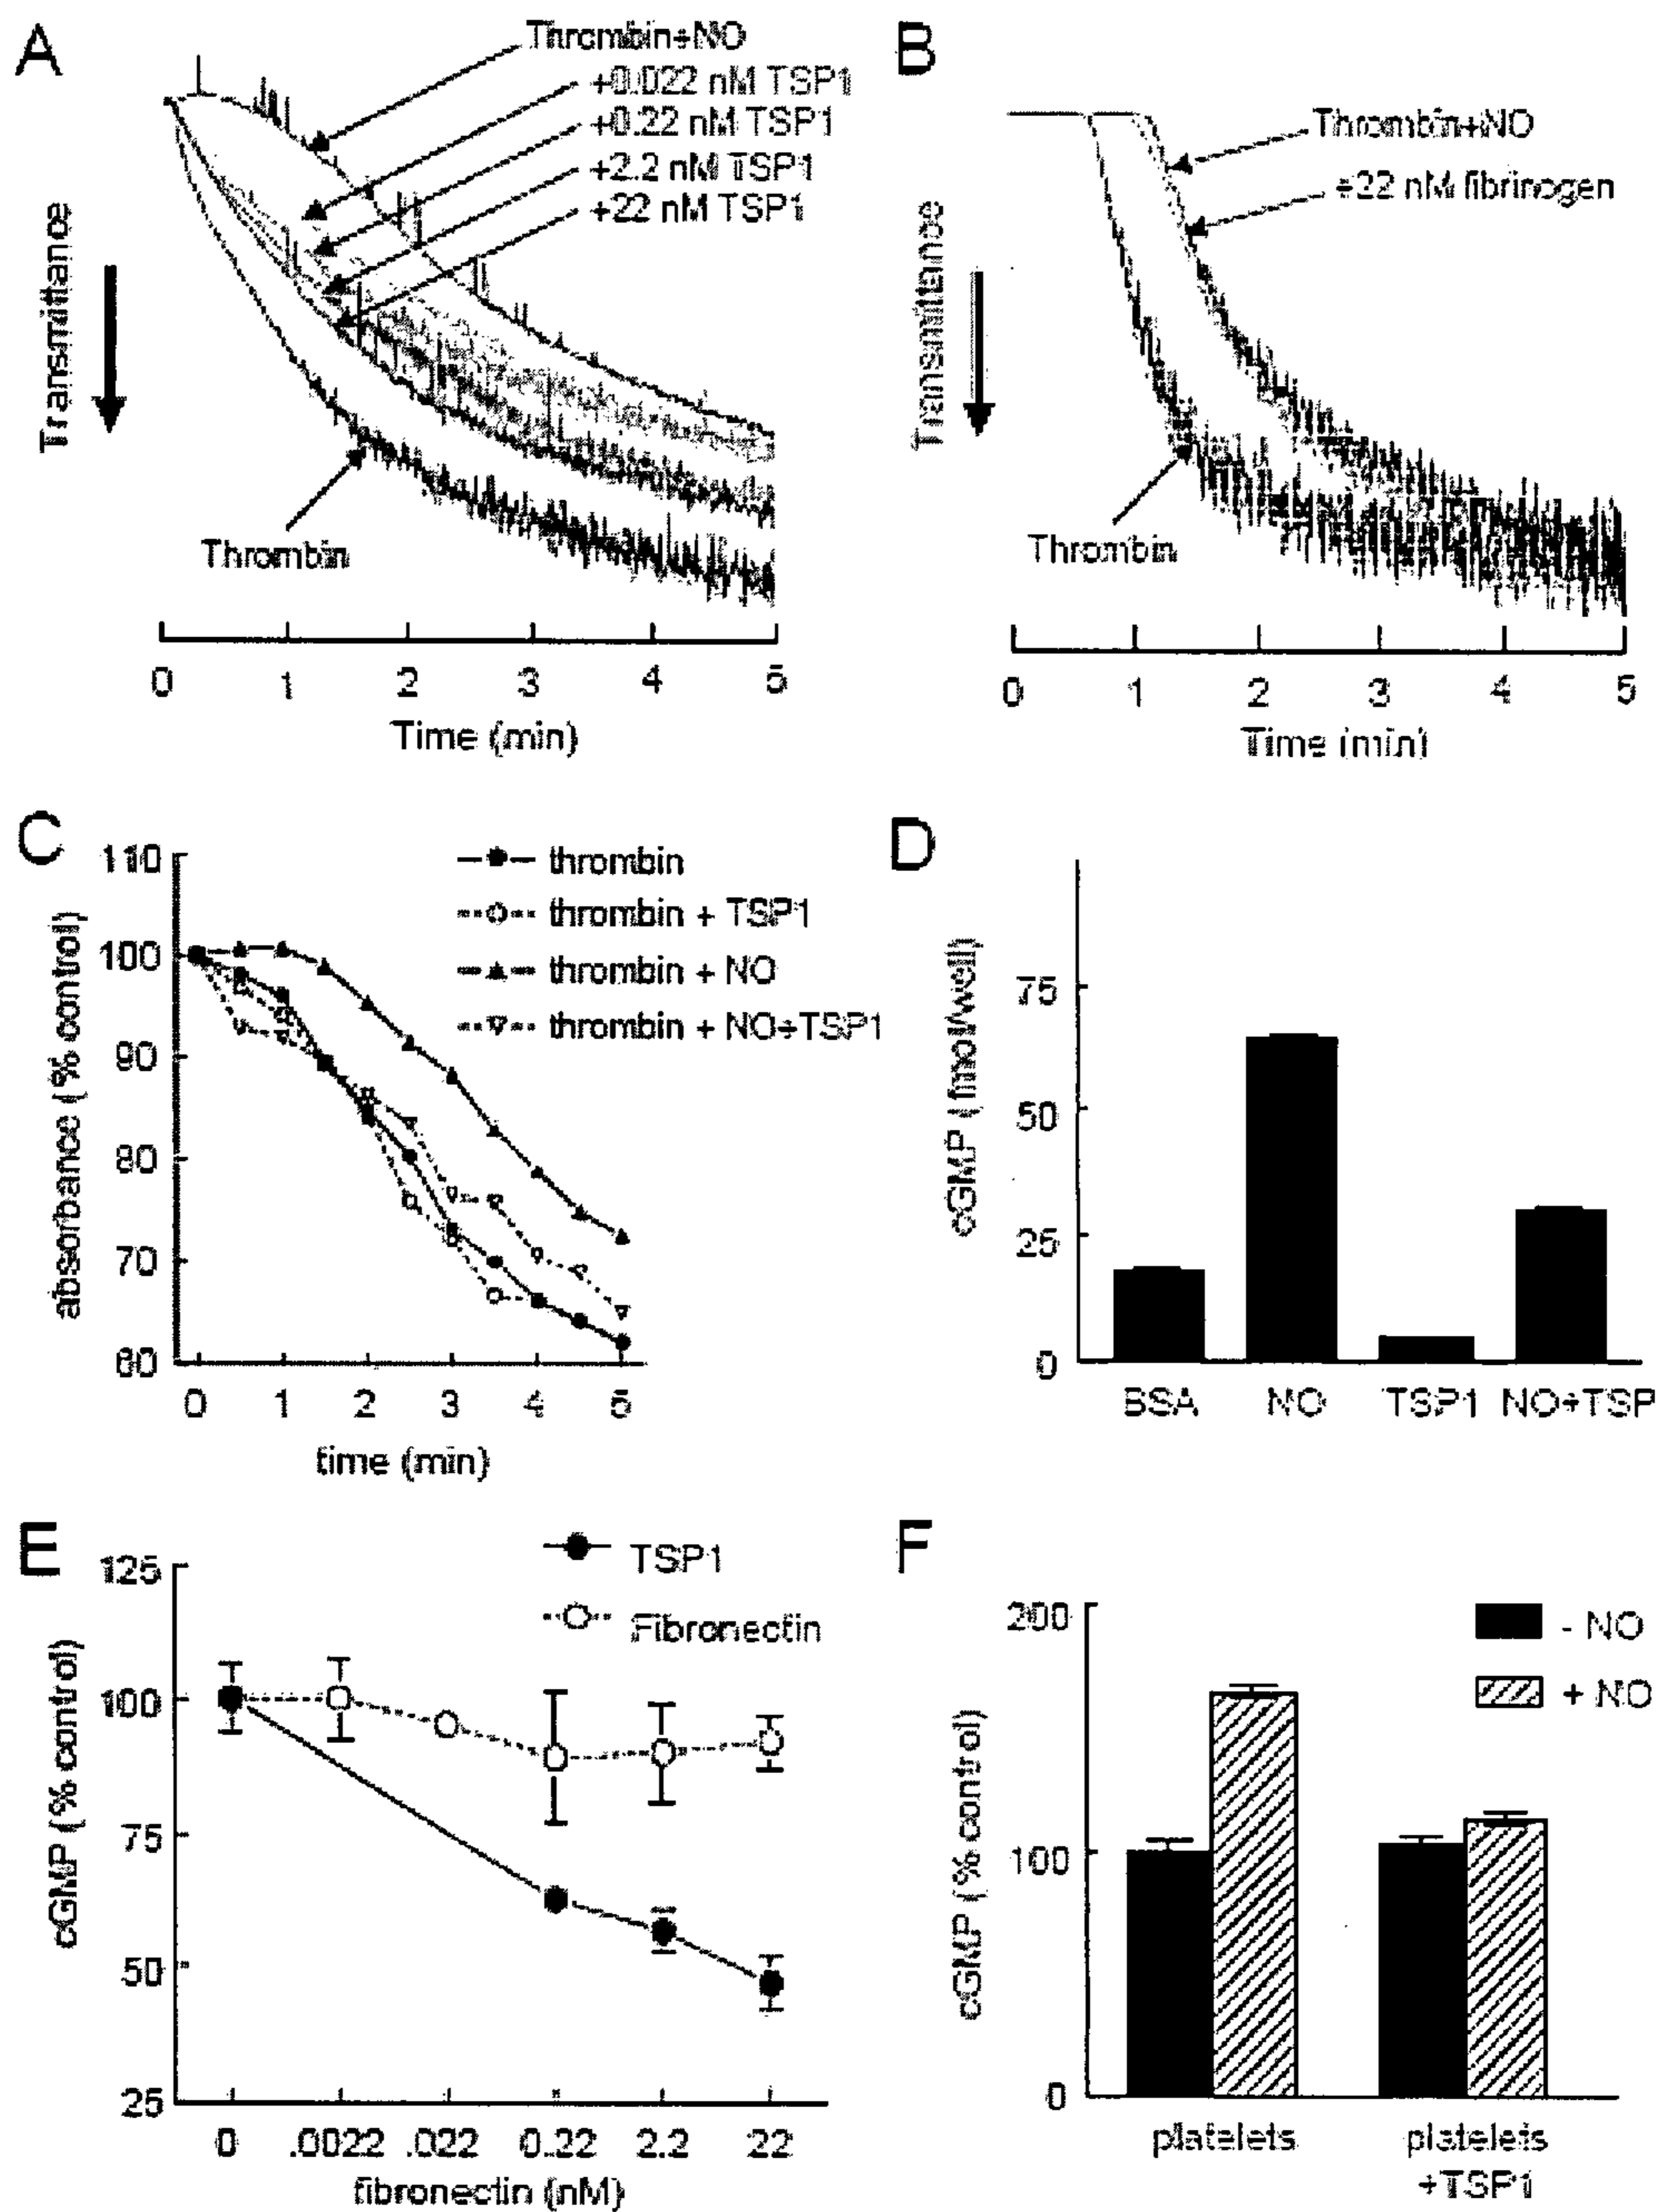 A
Thrombin+NO
+0.022 nM TSP1
+0.22 nM TSP1
+2.2 nM TSP1
+22 nM TSP1
Transmittance
Thrombin
0 1 2 3 4 5
Time (min)
B
Thrombin+NO
+22 nM fibrinogen
Transmittance
Thrombin
0 1 2 3 4 5
Time (min)
C
110
100
90
80
70
60
absorbance (% control)
thrombin
thrombin + TSP1
thrombin + NO
thrombin + NO+TSP1
0 1 2 3 4 5
time (min)
D
75
50
25
0
cGMP (fmol/well)
BSA NO TSP1 NO+TSP
E
125
100
75
50
25
cGMP (% control)
TSP1
Fibronectin
0 .0022 .022 0.22 2.2 22
fibronectin (nM)
F
200
100
0
cGMP (% control)
- NO
+ NO
platelets platelets
+TSP1